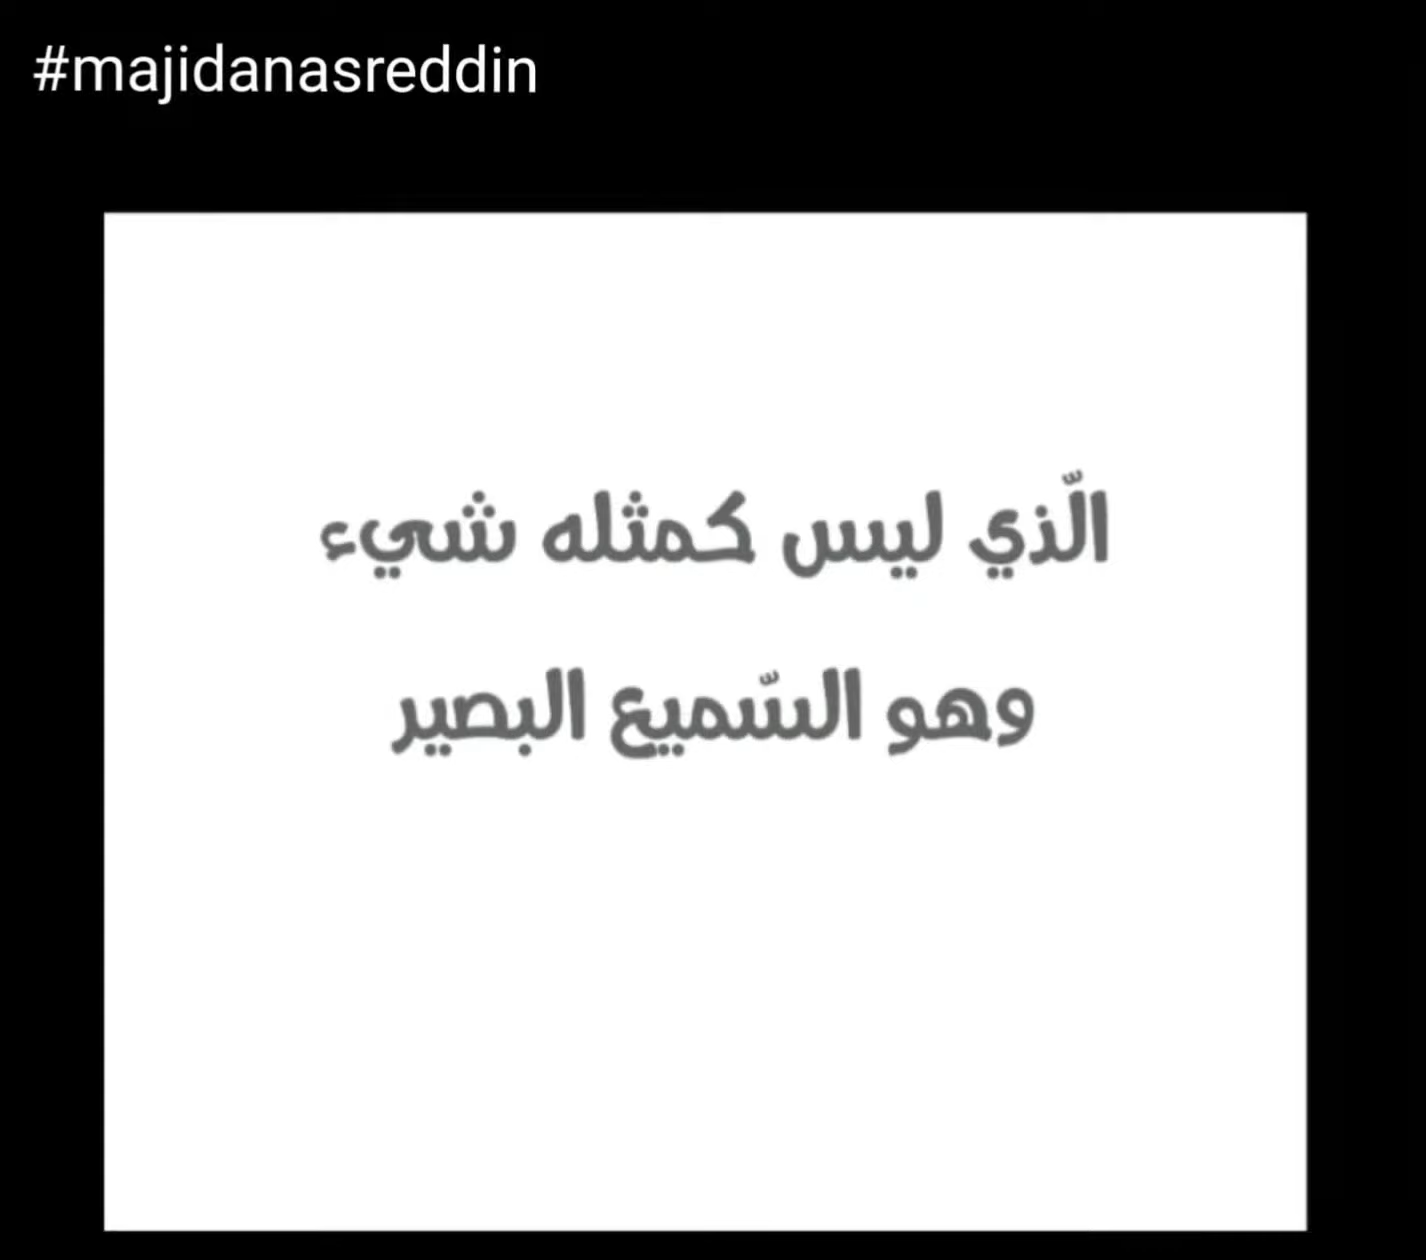 #majidanasreddin
الّذي ليس كمثله شيء
وهو السّميع البصير